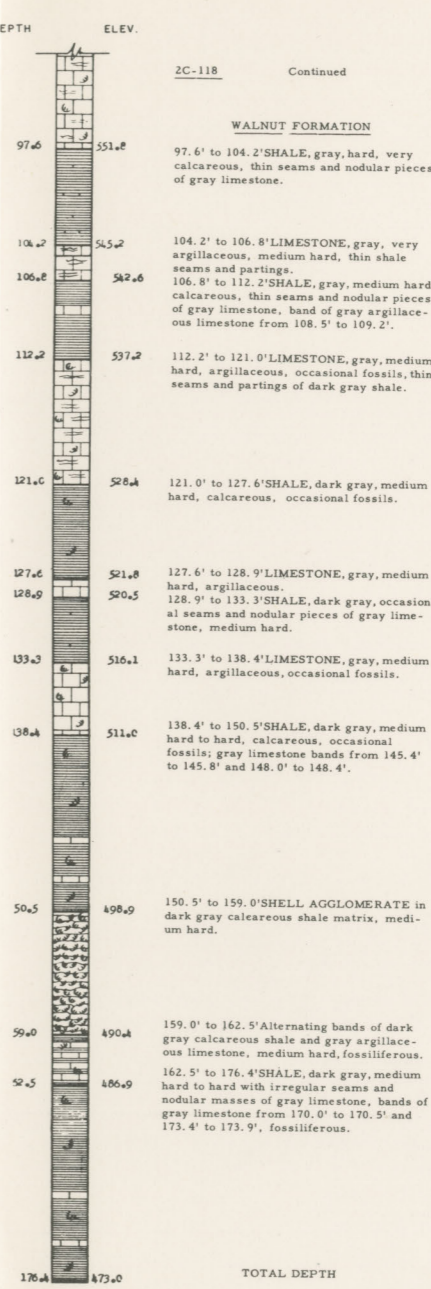 EPTH ELEV.
2C-118 Continued
WALNUT FORMATION
97.6 551.8
97.6' to 104.2'SHALE, gray, hard, very
calcareous, thin seams and nodular pieces
of gray limestone.
104.2 545.2
104.2' to 106.8'LIMESTONE, gray, very
argillaceous, medium hard, thin shale
seams and partings.
106.8 542.6
106.8' to 112.2'SHALE, gray, medium hard
calcareous, thin seams and nodular pieces
of gray limestone, band of gray argillace-
ous limestone from 108.5' to 109.2'.
112.2 537.2
112.2' to 121.0'LIMESTONE, gray, medium
hard, argillaceous, occasional fossils, thin
seams and partings of dark gray shale.
121.0 528.4
121.0' to 127.6'SHALE, dark gray, medium
hard, calcareous, occasional fossils.
127.6 521.8
127.6' to 128.9'LIMESTONE, gray, medium
hard, argillaceous.
128.9 520.5
128.9' to 133.3'SHALE, dark gray, occasion
al seams and nodular pieces of gray lime-
stone, medium hard.
133.3 516.1
133.3' to 138.4'LIMESTONE, gray, medium
hard, argillaceous, occasional fossils.
138.4 511.0
138.4' to 150.5'SHALE, dark gray, medium
hard to hard, calcareous, occasional
fossils; gray limestone bands from 145.4'
to 145.8' and 148.0' to 148.4'.
50.5 498.9
150.5' to 159.0'SHELL AGGLOMERATE in
dark gray caleareous shale matrix, medi-
um hard.
59.0 490.4
159.0' to 162.5'Alternating bands of dark
gray calcareous shale and gray argillace-
ous limestone, medium hard, fossiliferous.
52.5 486.9
162.5' to 176.4'SHALE, dark gray, medium
hard to hard with irregular seams and
nodular masses of gray limestone, bands of
gray limestone from 170.0' to 170.5' and
173.4' to 173.9', fossiliferous.
176.4 473.0
TOTAL DEPTH